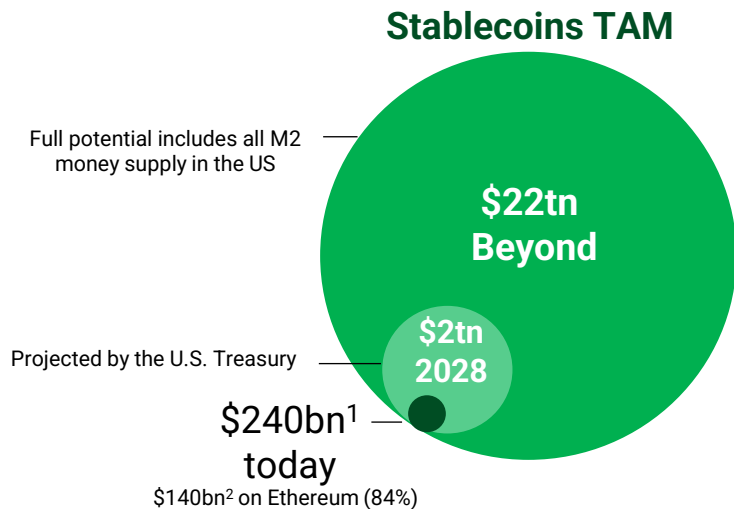 Stablecoins TAM
Full potential includes all M2
money supply in the US
$22tn
Beyond
$2tn
2028
Projected by the U.S. Treasury
$240bn¹
today
$140bn² on Ethereum (84%)